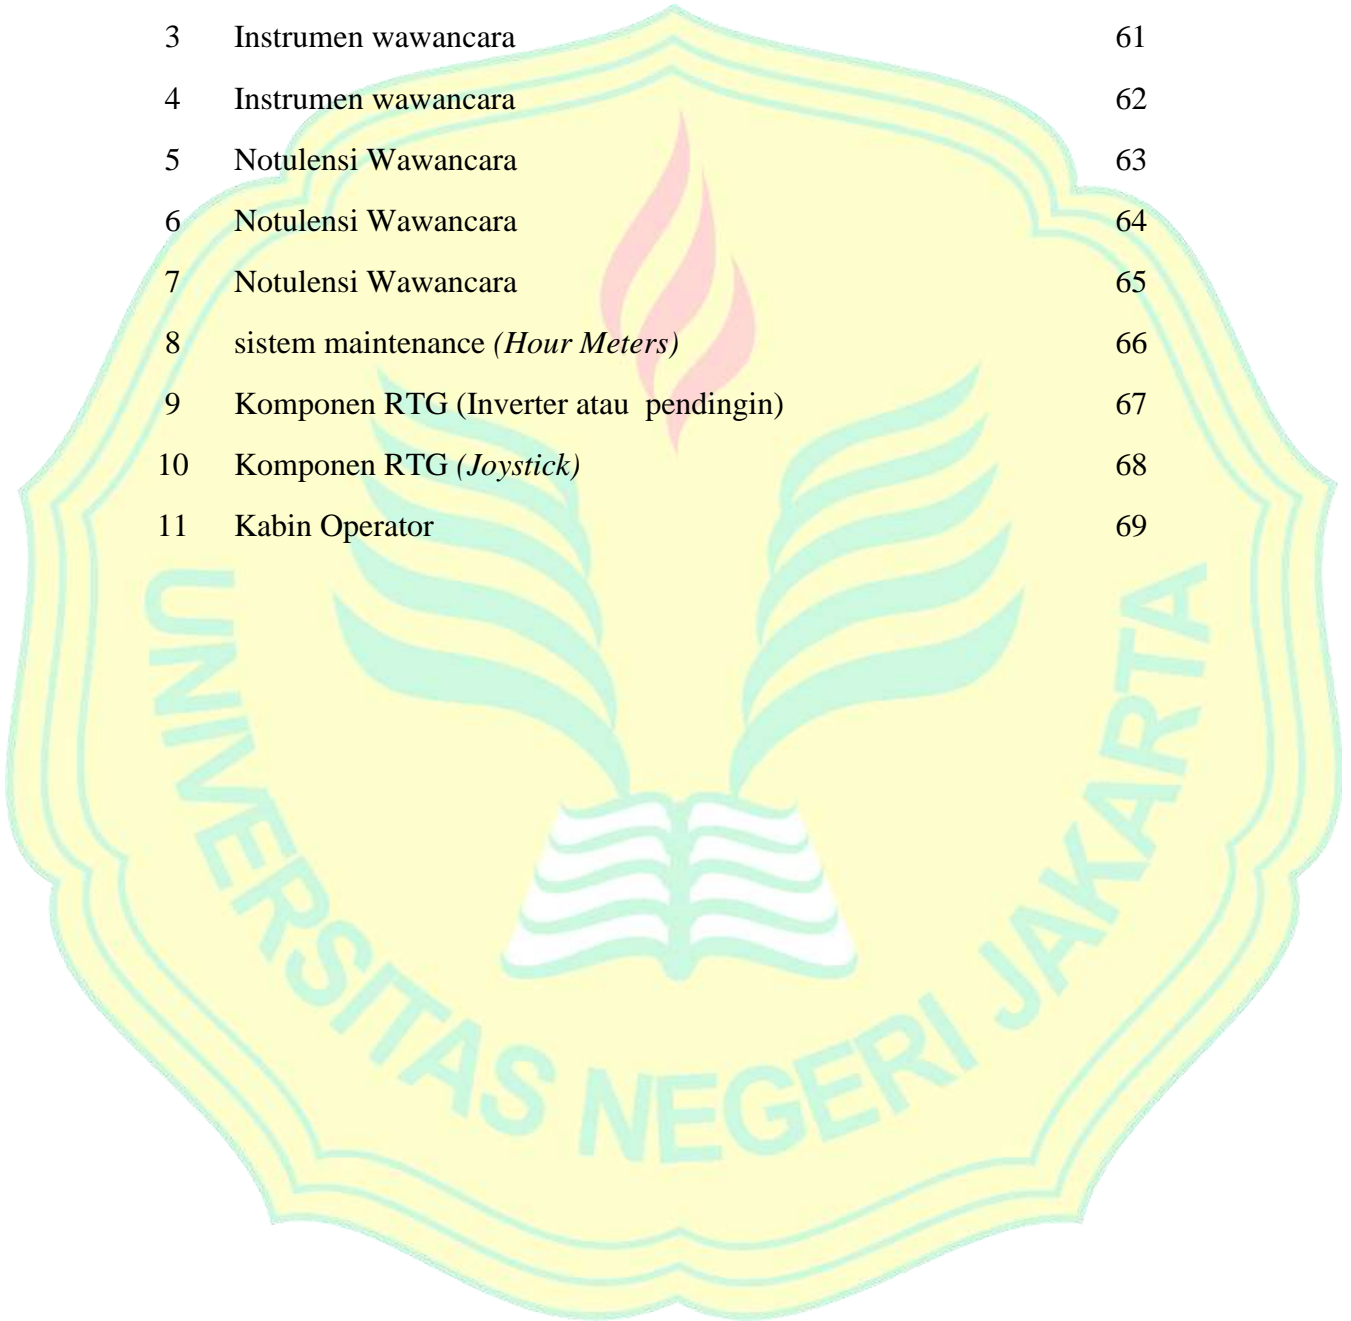 3 Instrumen wawancara 61
4 Instrumen wawancara 62
5 Notulensi Wawancara 63
6 Notulensi Wawancara 64
7 Notulensi Wawancara 65
8 sistem maintenance (Hour Meters) 66
9 Komponen RTG (Inverter atau  pendingin) 67
10 Komponen RTG (Joystick) 68
11 Kabin Operator 69
UNIVERSITAS NEGERI JAKARTA